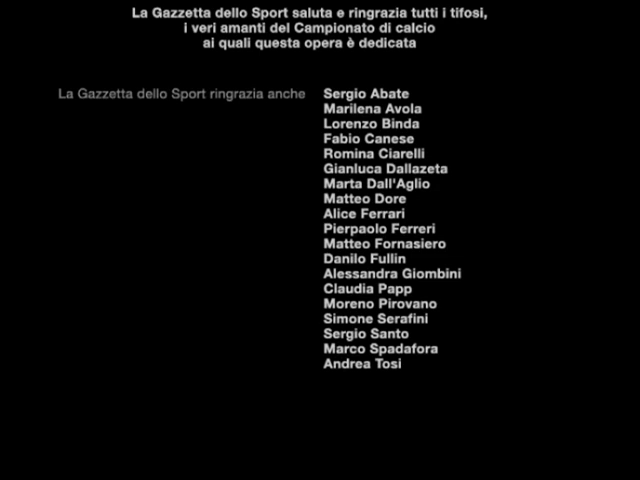 La Gazzetta dello Sport saluta e ringrazia tutti i tifosi,
i veri amanti del Campionato di calcio
ai quali questa opera è dedicata
La Gazzetta dello Sport ringrazia anche Sergio Abate
Marilena Avola
Lorenzo Binda
Fabio Canese
Romina Ciarelli
Gianluca Dallazeta
Marta Dall'Aglio
Matteo Dore
Alice Ferrari
Pierpaolo Ferreri
Matteo Fornasiero
Danilo Fullin
Alessandra Giombini
Claudia Papp
Moreno Pirovano
Simone Serafini
Sergio Santo
Marco Spadafora
Andrea Tosi